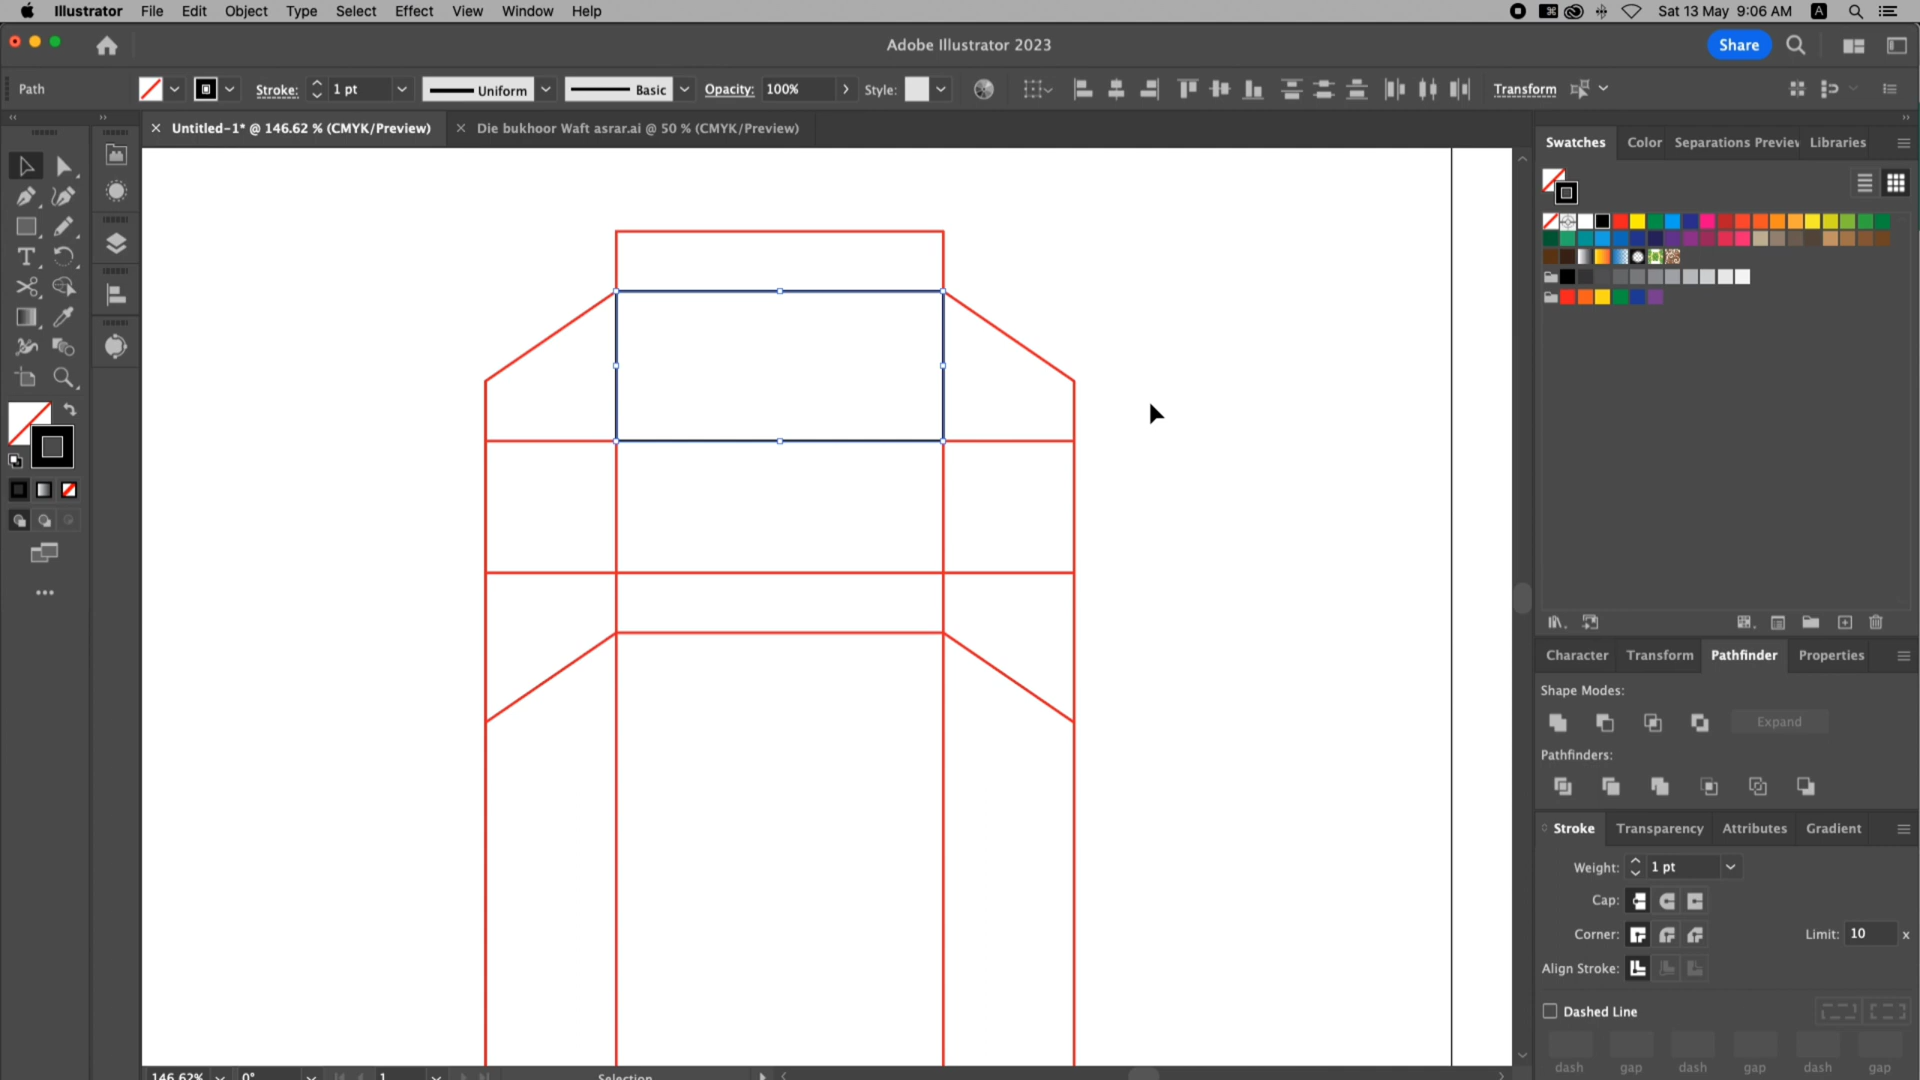 Illustrator File Edit Object Type Select Effect View Window Help Sat 13 May 9:06 AM A
Adobe Illustrator 2023 Share
Path Stroke: 1 pt Uniform Basic Opacity: 100% Style: Transform
× Untitled-1* @ 146.62 % (CMYK/Preview) × Die bukhoor Waft asrar.ai @ 50 % (CMYK/Preview)
Swatches Color Separations Preview Libraries
Character Transform Pathfinder Properties
Shape Modes:
Expand
Pathfinders:
Stroke Transparency Attributes Gradient
Weight: 1 pt
Cap:
Corner: Limit: 10 x
Align Stroke:
Dashed Line
dash gap dash gap dash gap
146.62% 0° 1 Selection